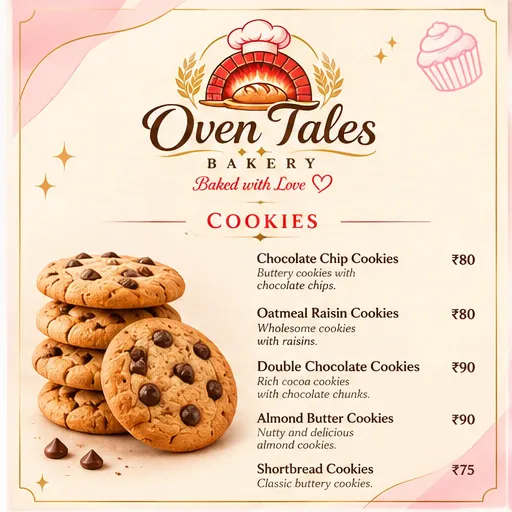 Oven Tales
BAKERY
Baked with Love
COOKIES
Chocolate Chip Cookies ₹80
Buttery cookies with
chocolate chips.
Oatmeal Raisin Cookies ₹80
Wholesome cookies
with raisins.
Double Chocolate Cookies ₹90
Rich cocoa cookies
with chocolate chunks.
Almond Butter Cookies ₹90
Nutty and delicious
almond cookies.
Shortbread Cookies ₹75
Classic buttery cookies.